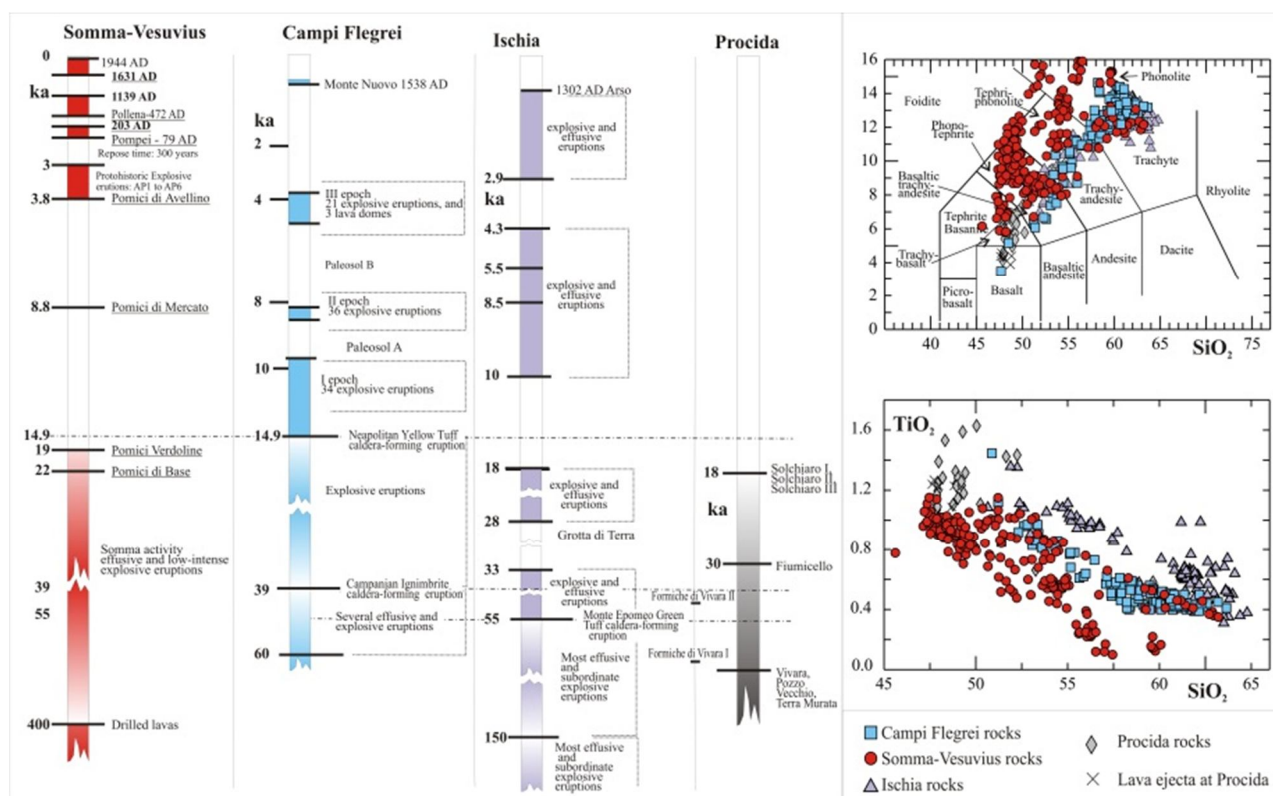 Somma-Vesuvius
0
1944 AD
1631 AD
ka
1139 AD
Pollena-472 AD
203 AD
Pompei - 79 AD
Repose time: 300 years
3
Protohistoric Explosive
erutions: AP1 to AP6
3.8
Pomici di Avellino
8.8
Pomici di Mercato
14.9
19
Pomici Verdoline
22
Pomici di Base
Somma activity
effusive and low-intense
explosive eruptions
39
55
400
Drilled lavas
Campi Flegrei
Monte Nuovo 1538 AD
ka
2
4
III epoch
21 explosive eruptions, and
3 lava domes
Paleosol B
8
II epoch
36 explosive eruptions
Paleosol A
10
I epoch
34 explosive eruptions
14.9
Neapolitan Yellow Tuff
caldera-forming eruption
Explosive eruptions
39
Campanian Ignimbrite
caldera-forming eruption
Several effusive and
explosive eruptions
60
Ischia
1302 AD Arso
explosive and
effusive
eruptions
2.9
ka
4.3
5.5
explosive and
effusive
eruptions
8.5
10
18
explosive and
effusive
eruptions
28
Grotta di Terra
33
explosive and
effusive
eruptions
55
Monte Epomeo Green
Tuff caldera-forming
eruption
Most effusive
and
subordinate
explosive
eruptions
150
Most effusive
and
subordinate
explosive
eruptions
Procida
18
Solchiaro I
Solchiaro II
Solchiaro III
ka
30
Fiumicello
Formiche di Vivara II
Formiche di Vivara I
Vivara,
Pozzo
Vecchio,
Terra Murata
16
14
12
10
8
6
4
2
0
Foidite
Tephri-
phonolite
Phonolite
Phono-
Tephrite
Basaltic
trachy-
andesite
Trachyte
Trachy-
andesite
Rhyolite
Tephrite
Basanite
Trachy-
basalt
Picro-
basalt
Basalt
Basaltic
andesite
Andesite
Dacite
40 45 50 55 60 65 70 75
SiO₂
TiO₂
1.6
1.2
0.8
0.4
0.0
45 50 55 60 65
SiO₂
Campi Flegrei rocks
Somma-Vesuvius rocks
Ischia rocks
Procida rocks
Lava ejecta at Procida